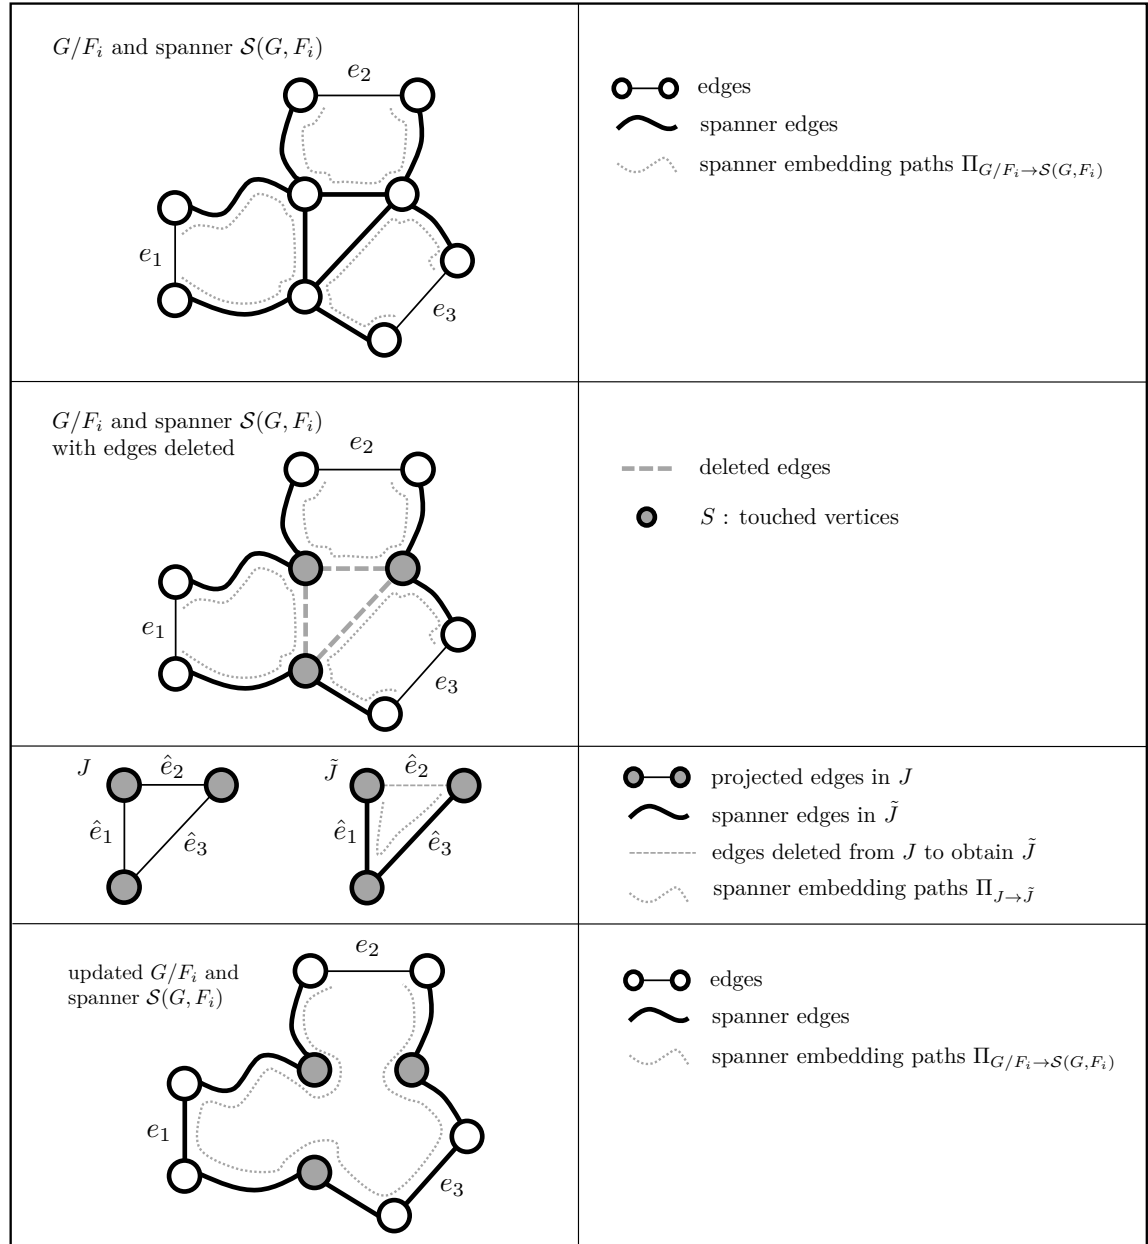 G/F_i and spanner 𝒮(G, F_i)
e_2
e_1
e_3
edges
spanner edges
spanner embedding paths Π_{G/F_i→𝒮(G,F_i)}
G/F_i and spanner 𝒮(G, F_i)
with edges deleted
e_2
e_1
e_3
deleted edges
S : touched vertices
J
ê_2
ê_1
ê_3
J̃
ê_2
ê_1
ê_3
projected edges in J
spanner edges in J̃
edges deleted from J to obtain J̃
spanner embedding paths Π_{J→J̃}
updated G/F_i and
spanner 𝒮(G, F_i)
e_2
e_1
e_3
edges
spanner edges
spanner embedding paths Π_{G/F_i→𝒮(G,F_i)}